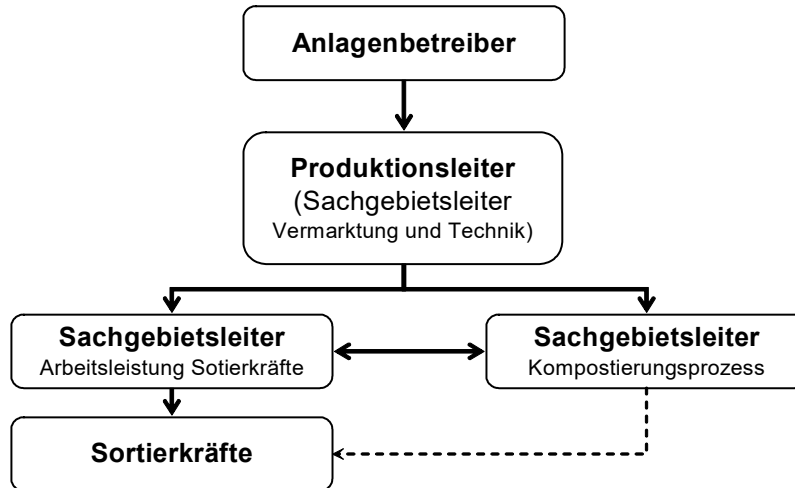 Anlagenbetreiber
Produktionsleiter
(Sachgebietsleiter
Vermarktung und Technik)
Sachgebietsleiter
Arbeitsleistung Sotierkräfte
Sachgebietsleiter
Kompostierungsprozess
Sortierkräfte